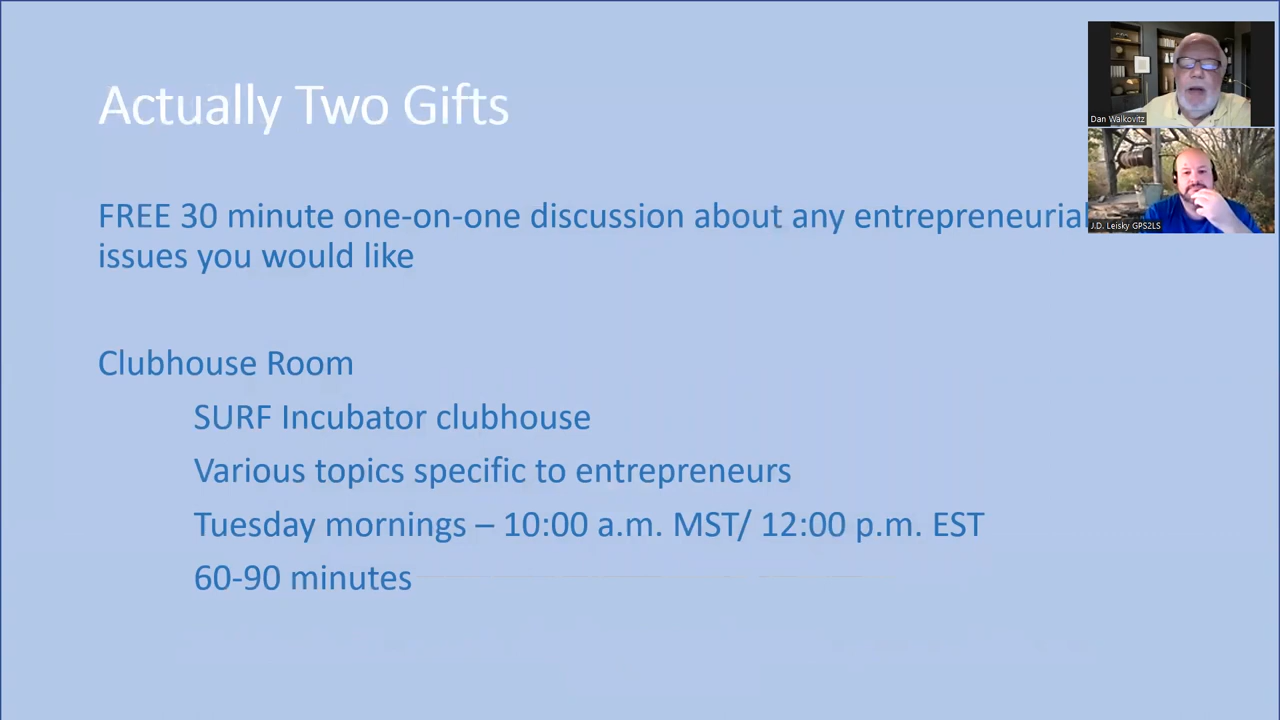 Actually Two Gifts
FREE 30 minute one-on-one discussion about any entrepreneurial
issues you would like
Clubhouse Room
SURF Incubator clubhouse
Various topics specific to entrepreneurs
Tuesday mornings – 10:00 a.m. MST/ 12:00 p.m. EST
60-90 minutes
Dan Walkovitz
J.D. Leisky GPS2LS